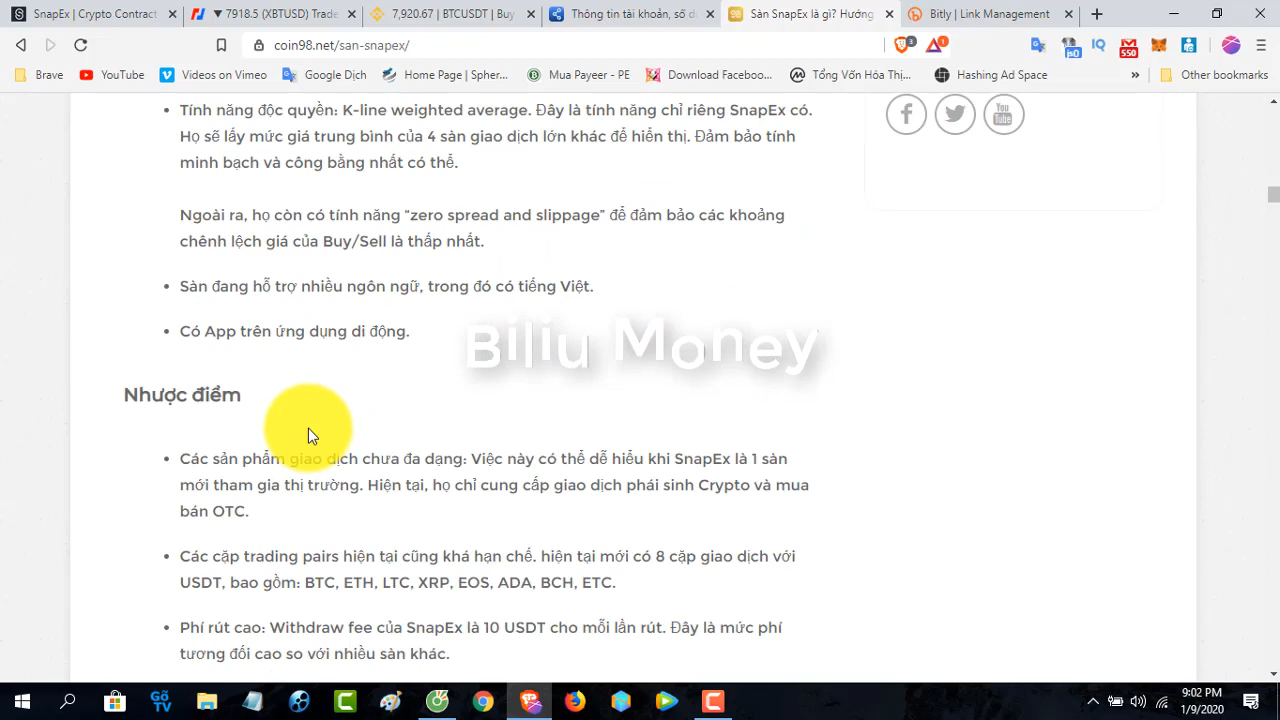 SnapEx | Crypto Contract
▼ 7918.5 (XBTUSD) Trade
7,920.67 | BTCUSDT | Buy
Thông tin tài khoản, số d
Sàn SnapEx là gì? Hướng
Bitly | Link Management
coin98.net/san-snapex/
3
1
js0
IQ
550
Brave
YouTube
Videos on Vimeo
Google Dịch
Home Page | Spher...
Mua Payeer - PE
Download Faceboo...
Tổng Vốn Hóa Thị...
Hashing Ad Space
»
Other bookmarks
Tính năng độc quyền: K-line weighted average. Đây là tính năng chỉ riêng SnapEx có.
Họ sẽ lấy mức giá trung bình của 4 sàn giao dịch lớn khác để hiển thị. Đảm bảo tính
minh bạch và công bằng nhất có thể.
Ngoài ra, họ còn có tính năng “zero spread and slippage” để đảm bảo các khoảng
chênh lệch giá của Buy/Sell là thấp nhất.
Sàn đang hỗ trợ nhiều ngôn ngữ, trong đó có tiếng Việt.
Có App trên ứng dụng di động.
Biliu Money
Nhược điểm
Các sản phẩm giao dịch chưa đa dạng: Việc này có thể dễ hiểu khi SnapEx là 1 sàn
mới tham gia thị trường. Hiện tại, họ chỉ cung cấp giao dịch phái sinh Crypto và mua
bán OTC.
Các cặp trading pairs hiện tại cũng khá hạn chế. hiện tại mới có 8 cặp giao dịch với
USDT, bao gồm: BTC, ETH, LTC, XRP, EOS, ADA, BCH, ETC.
Phí rút cao: Withdraw fee của SnapEx là 10 USDT cho mỗi lần rút. Đây là mức phí
tương đối cao so với nhiều sàn khác.
You
Tube
Gõ
TV
9:02 PM
1/9/2020